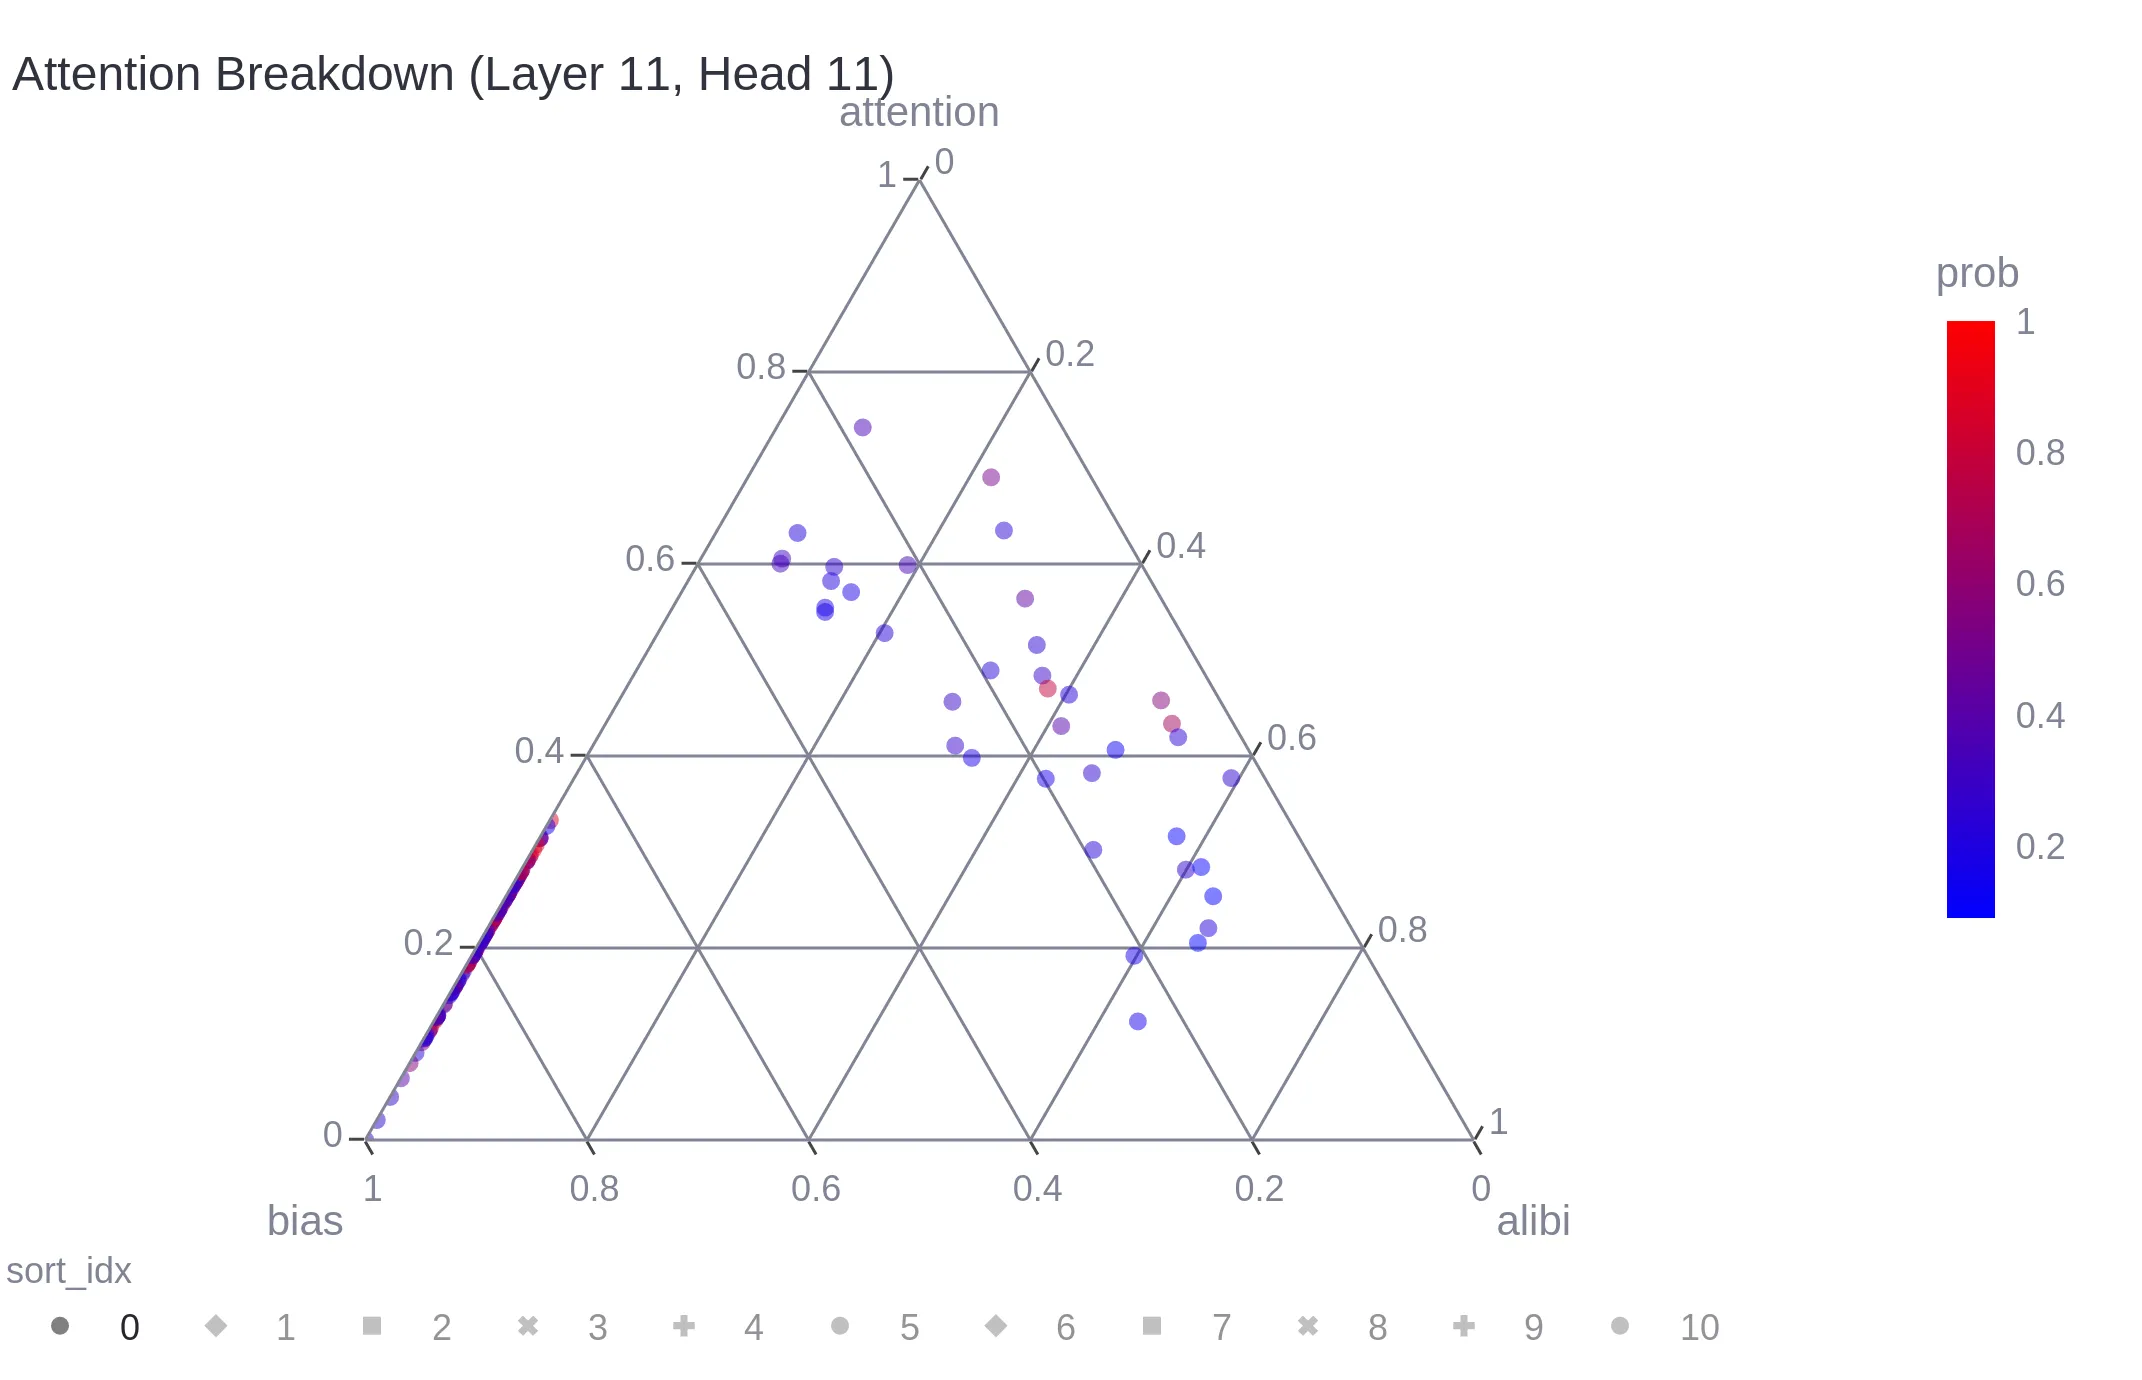 Attention Breakdown (Layer 11, Head 11)
attention
1 0
prob
1
0.8 0.2
0.8
0.6 0.4
0.6
0.4 0.6
0.4
0.2 0.8
0.2
0 1
1 0.8 0.6 0.4 0.2 0
bias alibi
sort_idx
0 1 2 3 4 5 6 7 8 9 10